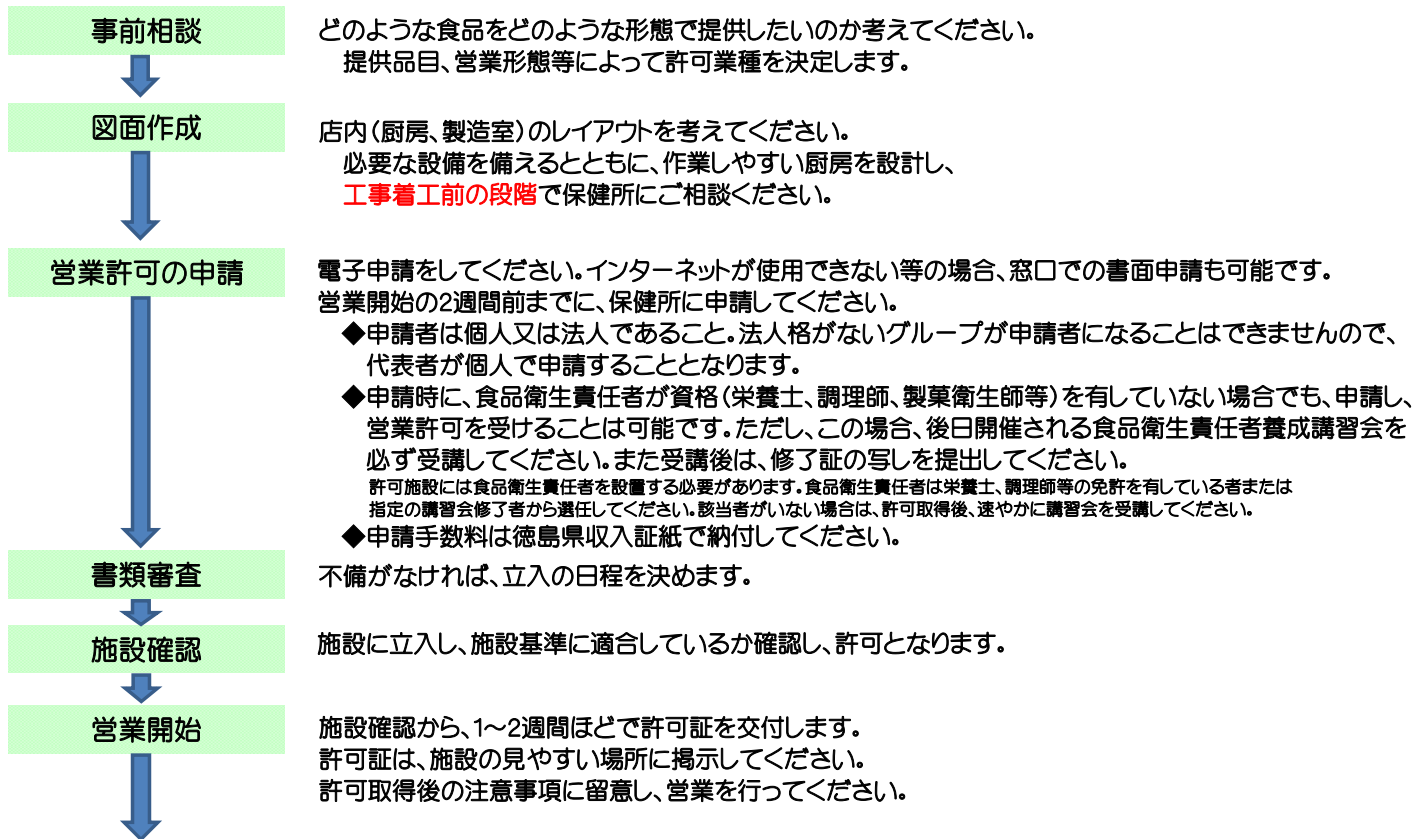 事前相談
どのような食品をどのような形態で提供したいのか考えてください。
提供品目、営業形態等によって許可業種を決定します。
図面作成
店内(厨房、製造室)のレイアウトを考えてください。
必要な設備を備えるとともに、作業しやすい厨房を設計し、
工事着工前の段階で保健所にご相談ください。
営業許可の申請
電子申請をしてください。インターネットが使用できない等の場合、窓口での書面申請も可能です。
営業開始の2週間前までに、保健所に申請してください。
◆申請者は個人又は法人であること。法人格がないグループが申請者になることはできませんので、
代表者が個人で申請することとなります。
◆申請時に、食品衛生責任者が資格(栄養士、調理師、製菓衛生師等)を有していない場合でも、申請し、
営業許可を受けることは可能です。ただし、この場合、後日開催される食品衛生責任者養成講習会を
必ず受講してください。また受講後は、修了証の写しを提出してください。
許可施設には食品衛生責任者を設置する必要があります。食品衛生責任者は栄養士、調理師等の免許を有している者または
指定の講習会修了者から選任してください。該当者がいない場合は、許可取得後、速やかに講習会を受講してください。
◆申請手数料は徳島県収入証紙で納付してください。
書類審査
不備がなければ、立入の日程を決めます。
施設確認
施設に立入し、施設基準に適合しているか確認し、許可となります。
営業開始
施設確認から、1~2週間ほどで許可証を交付します。
許可証は、施設の見やすい場所に掲示してください。
許可取得後の注意事項に留意し、営業を行ってください。